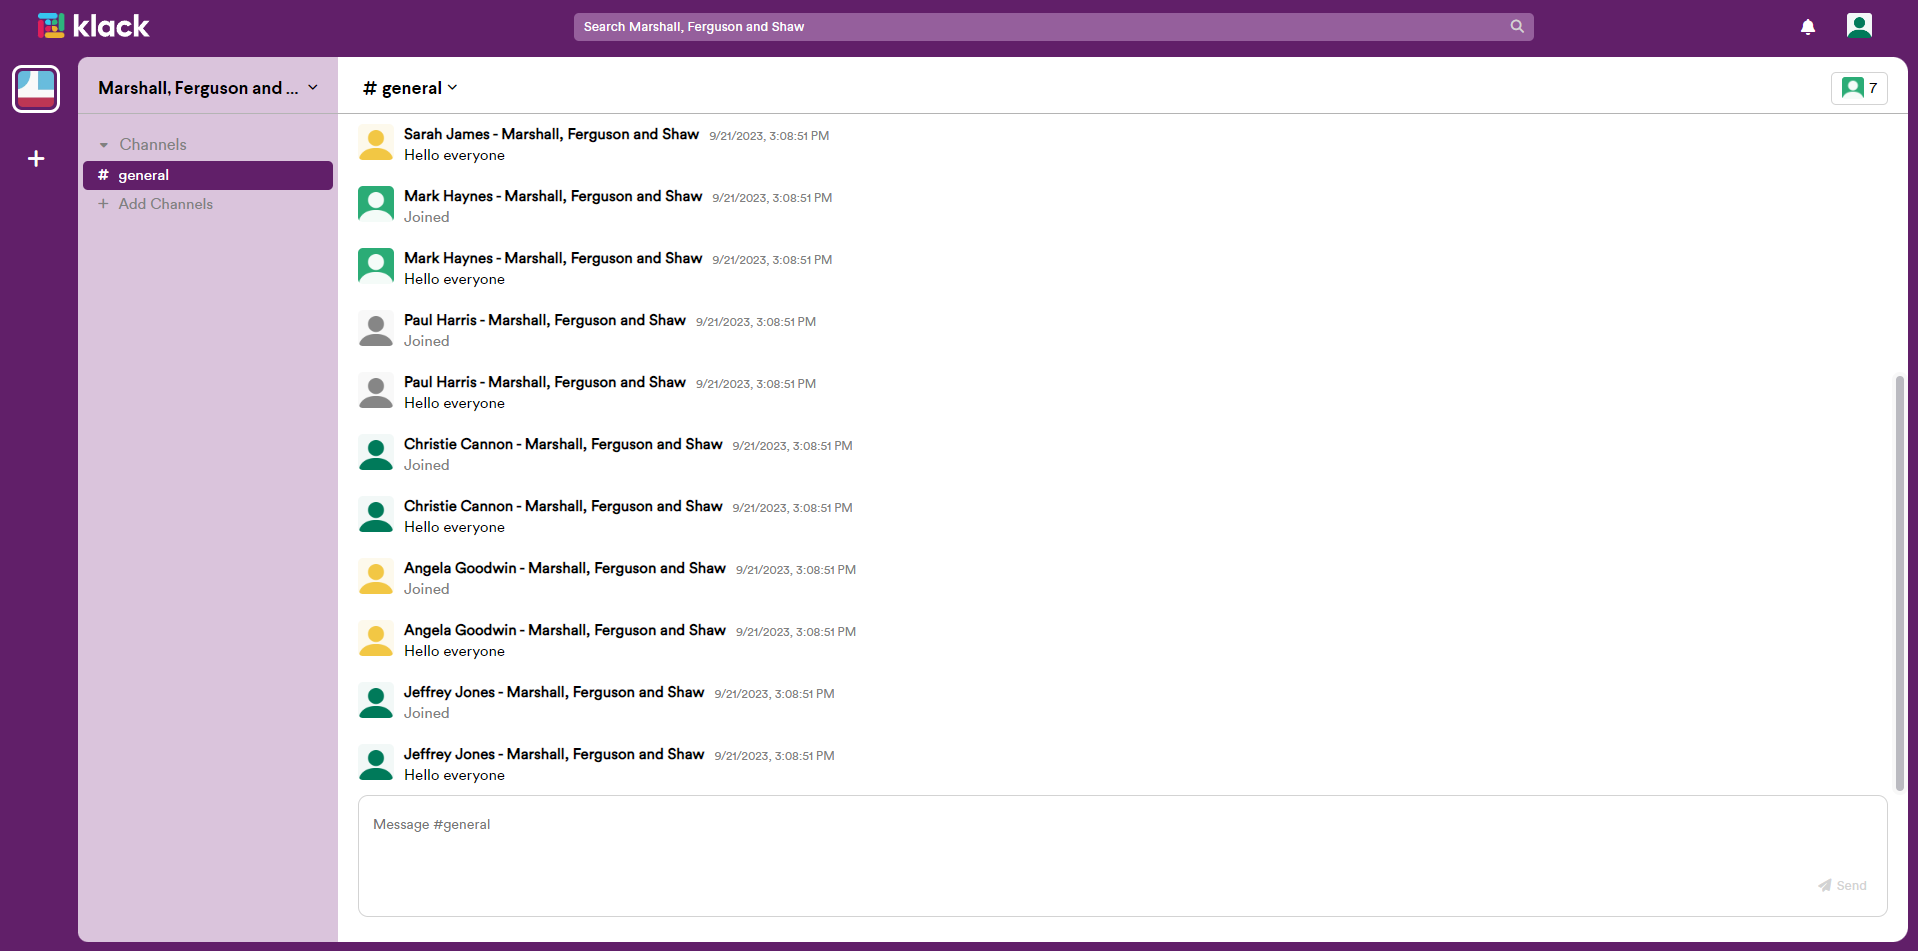 klack
Search Marshall, Ferguson and Shaw
Marshall, Ferguson and ...
# general
7
Channels
# general
+ Add Channels
Sarah James - Marshall, Ferguson and Shaw 9/21/2023, 3:08:51 PM
Hello everyone
Mark Haynes - Marshall, Ferguson and Shaw 9/21/2023, 3:08:51 PM
Joined
Mark Haynes - Marshall, Ferguson and Shaw 9/21/2023, 3:08:51 PM
Hello everyone
Paul Harris - Marshall, Ferguson and Shaw 9/21/2023, 3:08:51 PM
Joined
Paul Harris - Marshall, Ferguson and Shaw 9/21/2023, 3:08:51 PM
Hello everyone
Christie Cannon - Marshall, Ferguson and Shaw 9/21/2023, 3:08:51 PM
Joined
Christie Cannon - Marshall, Ferguson and Shaw 9/21/2023, 3:08:51 PM
Hello everyone
Angela Goodwin - Marshall, Ferguson and Shaw 9/21/2023, 3:08:51 PM
Joined
Angela Goodwin - Marshall, Ferguson and Shaw 9/21/2023, 3:08:51 PM
Hello everyone
Jeffrey Jones - Marshall, Ferguson and Shaw 9/21/2023, 3:08:51 PM
Joined
Jeffrey Jones - Marshall, Ferguson and Shaw 9/21/2023, 3:08:51 PM
Hello everyone
Message #general
Send